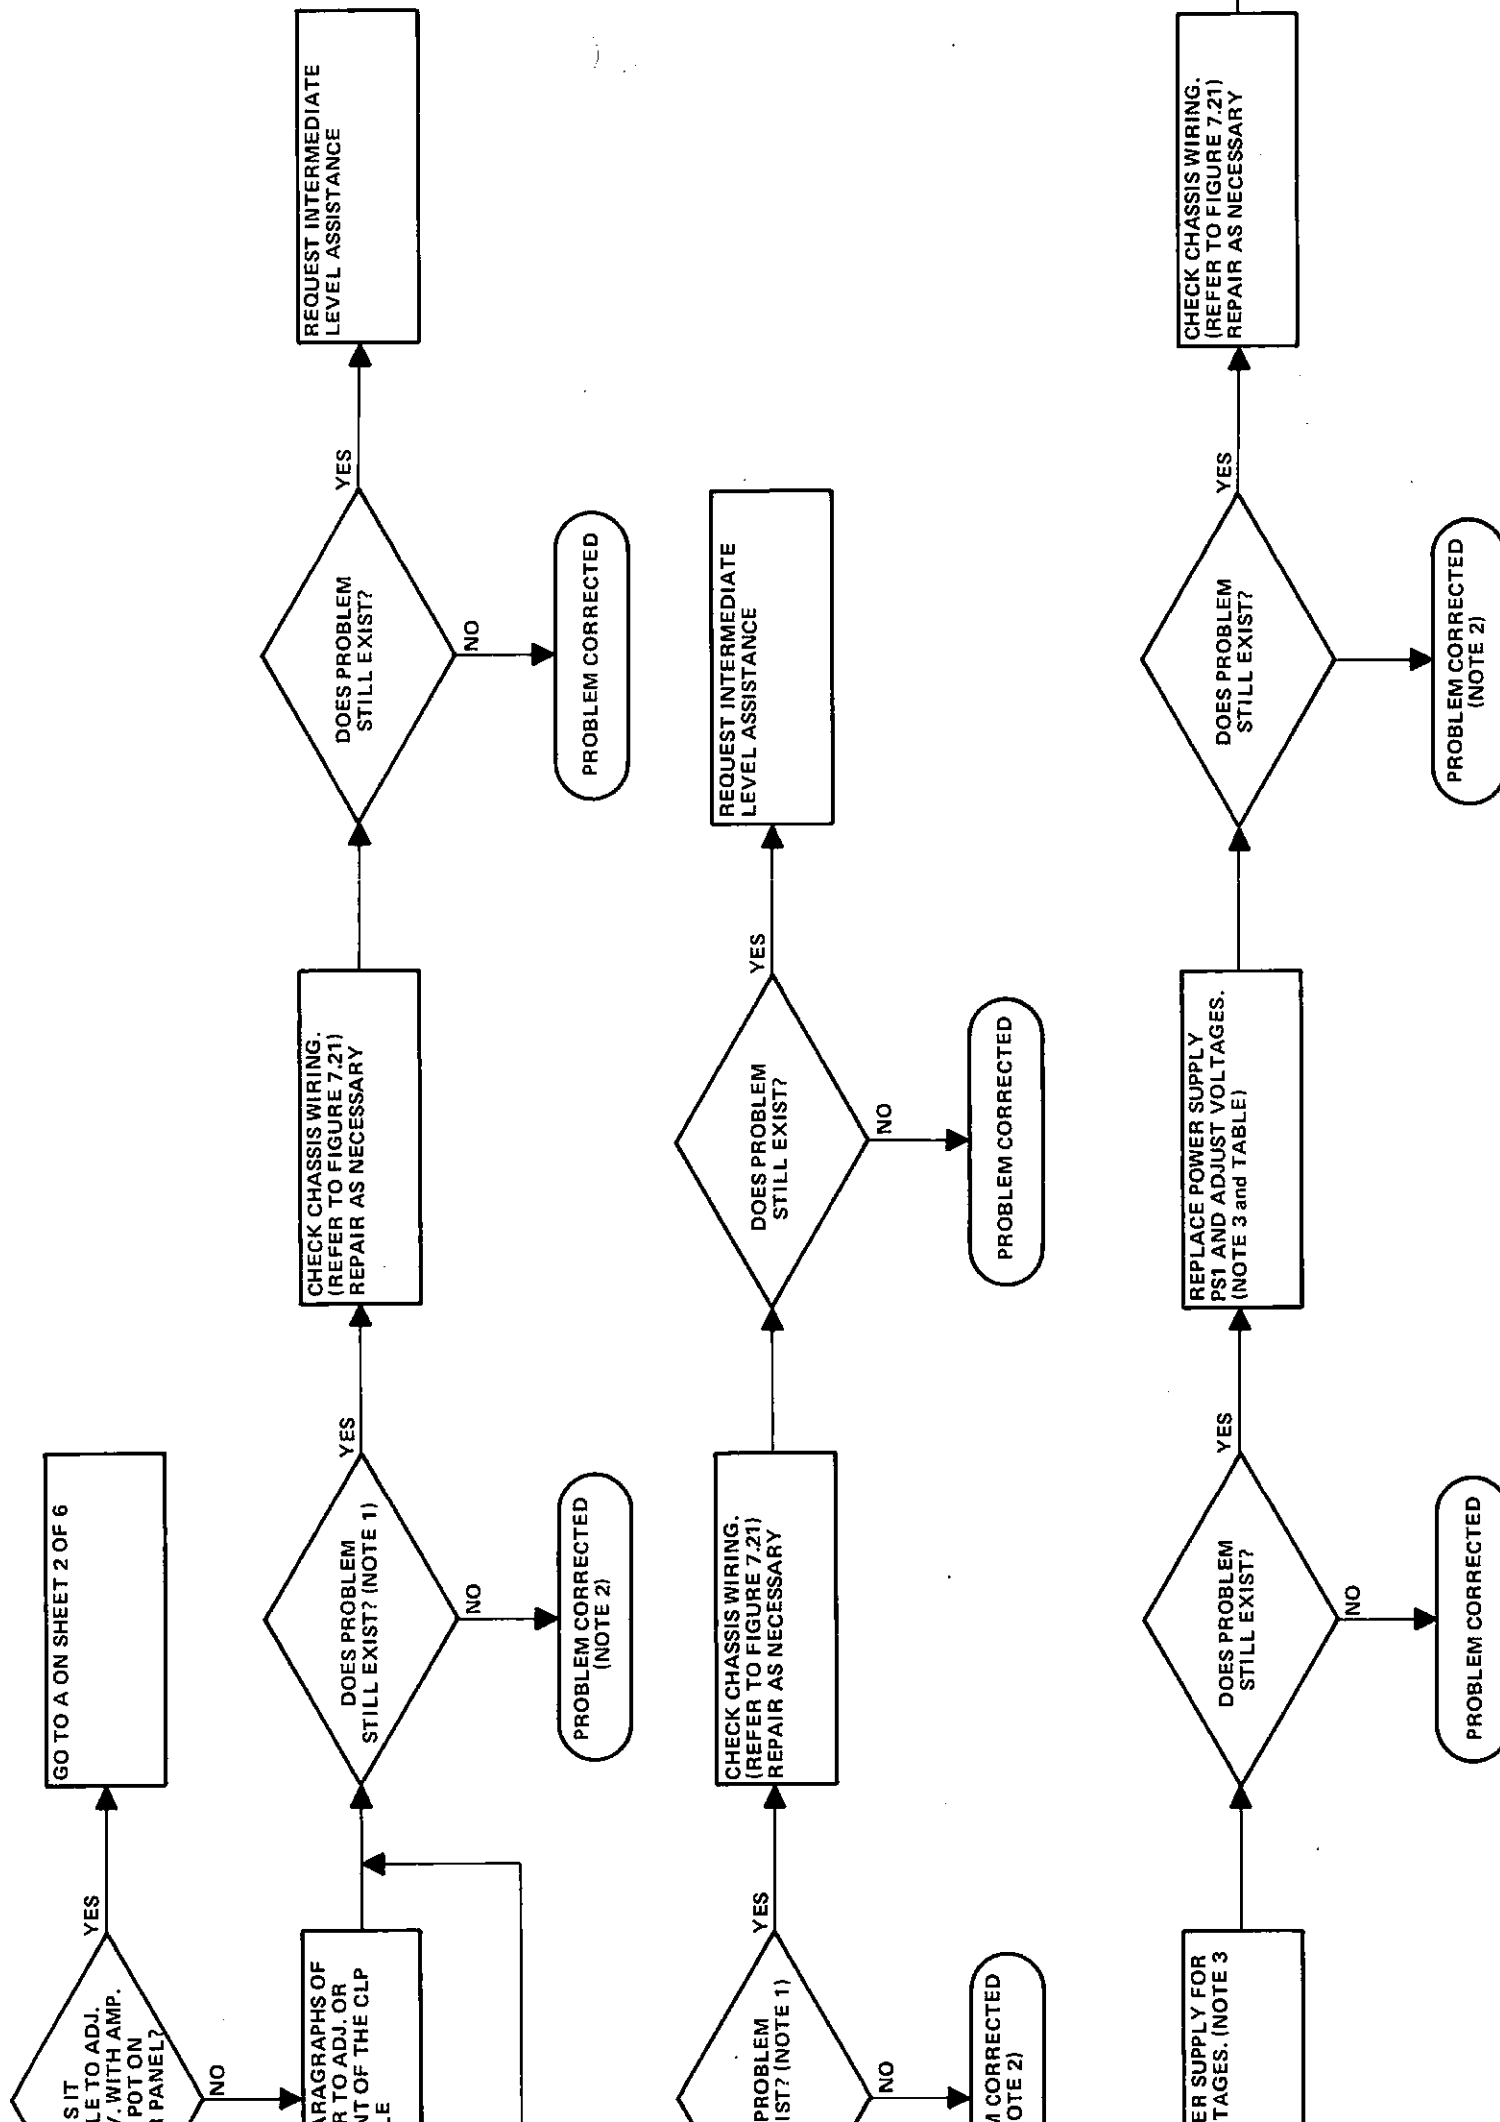 S IT
LE TO ADJ.
. WITH AMP.
POT ON
PANEL?
YES
GO TO A ON SHEET 2 OF 6
NO
ARAGRAPHS OF
R TO ADJ. OR
NT OF THE CLP
LE
DOES PROBLEM
STILL EXIST? (NOTE 1)
YES
NO
PROBLEM CORRECTED
(NOTE 2)
CHECK CHASSIS WIRING.
(REFER TO FIGURE 7.21)
REPAIR AS NECESSARY
DOES PROBLEM
STILL EXIST?
YES
NO
PROBLEM CORRECTED
REQUEST INTERMEDIATE
LEVEL ASSISTANCE
PROBLEM
IST? (NOTE 1)
YES
NO
M CORRECTED
OTE 2)
CHECK CHASSIS WIRING.
(REFER TO FIGURE 7.21)
REPAIR AS NECESSARY
DOES PROBLEM
STILL EXIST?
YES
NO
PROBLEM CORRECTED
REQUEST INTERMEDIATE
LEVEL ASSISTANCE
ER SUPPLY FOR
TAGES. (NOTE 3
DOES PROBLEM
STILL EXIST?
YES
NO
PROBLEM CORRECTED
REPLACE POWER SUPPLY
PS1 AND ADJUST VOLTAGES.
(NOTE 3 and TABLE)
DOES PROBLEM
STILL EXIST?
YES
PROBLEM CORRECTED
(NOTE 2)
CHECK CHASSIS WIRING.
(REFER TO FIGURE 7.21)
REPAIR AS NECESSARY